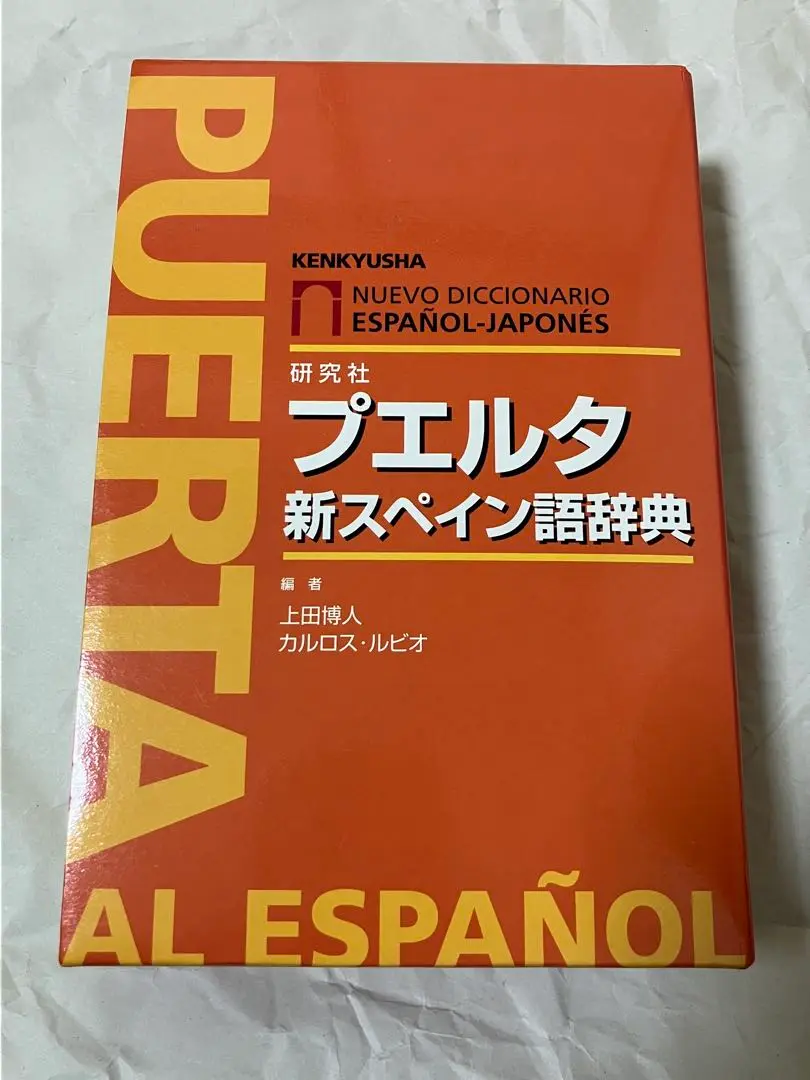 PUERTA
AL ESPAÑOL
KENKYUSHA
NUEVO DICCIONARIO
ESPAÑOL-JAPONÉS
研究社
プエルタ
新スペイン語辞典
編者
上田博人
カルロス・ルビオ